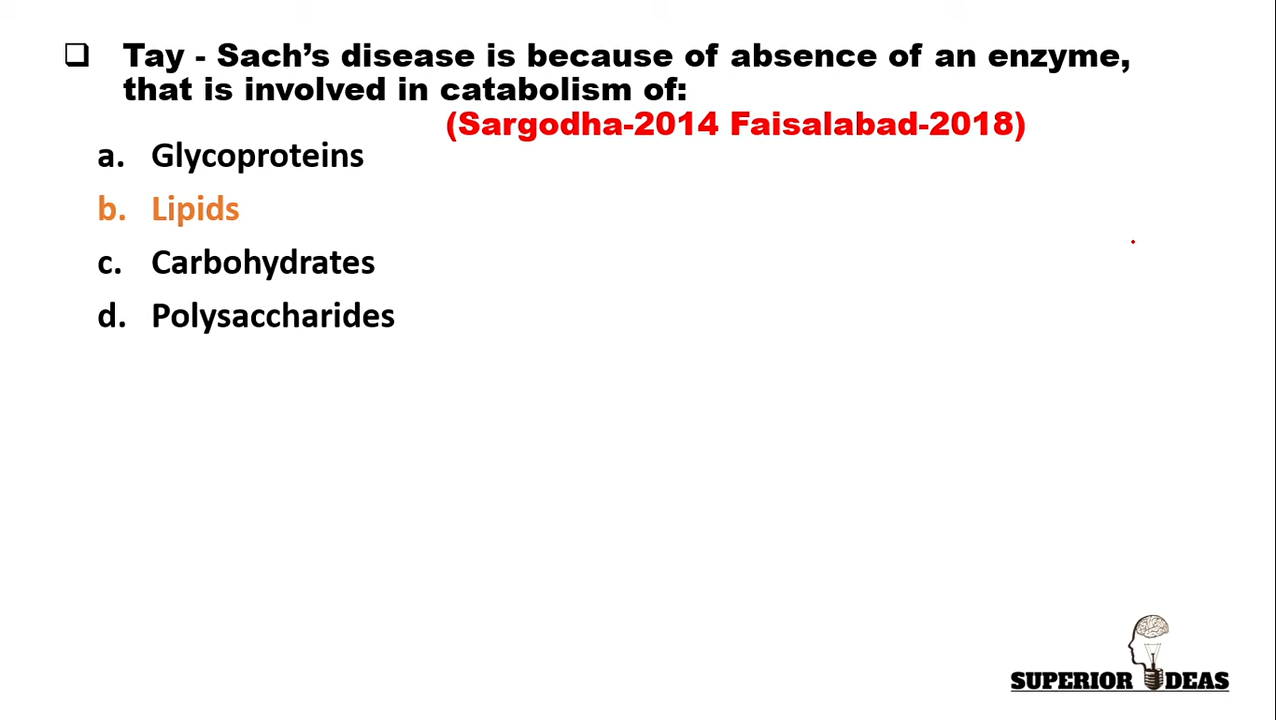 ❑ Tay - Sach’s disease is because of absence of an enzyme,
that is involved in catabolism of:
(Sargodha-2014 Faisalabad-2018)
a. Glycoproteins
b. Lipids
c. Carbohydrates
d. Polysaccharides
SUPERIOR IDEAS